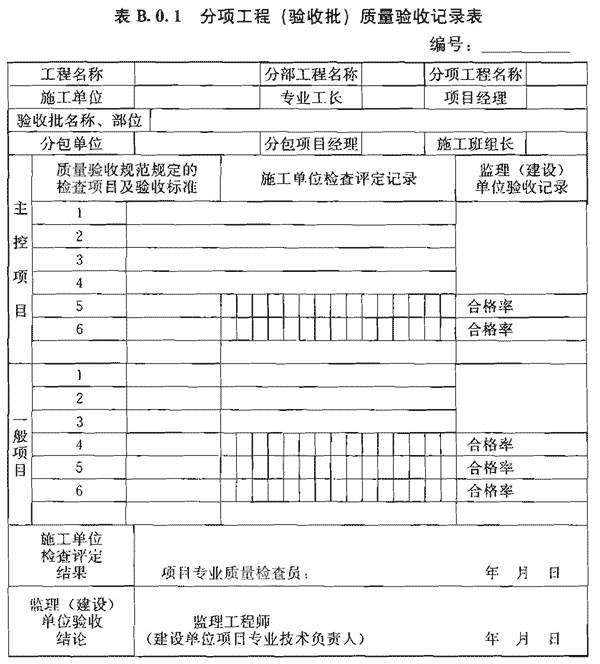 表 B.0.1 分项工程（验收批）质量验收记录表
编号：
工程名称 分部工程名称 分项工程名称
施工单位 专业工长 项目经理
验收批名称、部位
分包单位 分包项目经理 施工班组长
主控项目
质量验收规范规定的
检查项目及验收标准
施工单位检查评定记录
监理（建设）
单位验收记录
1
2
3
4
5 合格率
6 合格率
一般项目
1
2
3
4 合格率
5 合格率
6 合格率
施工单位
检查评定
结果
项目专业质量检查员： 年 月 日
监理（建设）
单位验收
结论
监理工程师
（建设单位项目专业技术负责人） 年 月 日